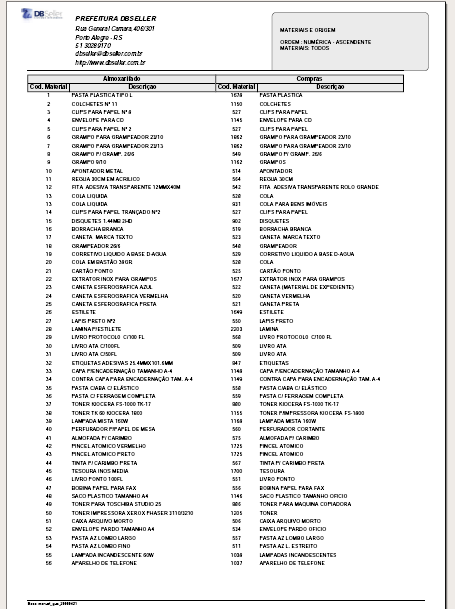 DBSeller
PREFEITURA DBSELLER
Rua General Camara, 406/301
Porto Alegre - RS
dbseller@dbseller.com.br
http://www.dbseller.com.br
MATERIAIS E ORIGEM
ORDEM : NUMÉRICA - ASCENDENTE
MATERIAIS: TODOS
Almoxarifado Compras
Cod. Material Descriçao Cod. Material Descriçao
1 PASTA PLASTICA TIPO L 1679 PASTA PLASTICA
2 COLCHETES Nº 11 1150 COLCHETES
3 CLIPS PARA PAPEL Nº 8 527 CLIPS PARA PAPEL
4 ENVELOPE PARA CD 1145 ENVELOPE PARA CD
5 CLIPS PARA PAPEL Nº 2 527 CLIPS PARA PAPEL
6 GRAMPO PARA GRAMPEADOR 23/10 1862 GRAMPO PARA GRAMPEADOR 23/10
7 GRAMPO PARA GRAMPEADOR 23/13 1862 GRAMPO PARA GRAMPEADOR 23/10
8 GRAMPO P/ GRAMP. 26/6 549 GRAMPO P/ GRAMP. 26/6
9 GRAMPO 9/10 1162 GRAMPOS
10 APONTADOR METAL 514 APONTADOR
11 REGUA 30CM EM ACRILICO 564 REGUA 30CM
12 FITA ADESIVA TRANSPARENTE 12MMX40M 542 FITA ADESIVA TRANSPARENTE ROLO GRANDE
13 COLA LIQUIDA 528 COLA
13 COLA LIQUIDA 931 COLA PARA BENS IMÓVEIS
14 CLIPS PARA PAPEL TRANÇADO Nº2 527 CLIPS PARA PAPEL
15 DISQUETES 1.44MB 2HD 902 DISQUETES
16 BORRACHA BRANCA 519 BORRACHA BRANCA
17 CANETA MARCA TEXTO 523 CANETA MARCA TEXTO
18 GRAMPEADOR 26/6 548 GRAMPEADOR
19 CORRETIVO LIQUIDO A BASE D-AGUA 529 CORRETIVO LIQUIDO A BASE D-AGUA
20 COLA EM BASTÃO 39GR 528 COLA
21 CARTÃO PONTO 525 CARTÃO PONTO
22 EXTRATOR INOX PARA GRAMPOS 1677 EXTRATOR INOX PARA GRAMPOS
23 CANETA ESFEROGRAFICA AZUL 522 CANETA (MATERIAL DE EXPEDIENTE)
24 CANETA ESFEROGRAFICA VERMELHA 520 CANETA VERMELHA
25 CANETA ESFEROGRAFICA PRETA 521 CANETA PRETA
26 ESTILETE 1649 ESTILETE
27 LAPIS PRETO Nº2 550 LAPIS PRETO
28 LAMINA P/ESTILETE 2203 LAMINA
29 LIVRO PROTOCOLO C/100 FL 568 LIVRO PROTOCOLO C/100 FL
30 LIVRO ATA C/100FL 509 LIVRO ATA
31 LIVRO ATA C/50FL 509 LIVRO ATA
32 ETIQUETAS ADESIVAS 25.4MMX101.6MM 847 ETIQUETAS
33 CAPA P/ENCADERNAÇÃO TAMANHO A-4 1148 CAPA P/ENCADERNAÇÃO TAMANHO A-4
34 CONTRA CAPA PARA ENCADERNAÇÃO TAM. A-4 1149 CONTRA CAPA PARA ENCADERNAÇÃO TAM. A-4
35 PASTA C/ABA C/ ELÁSTICO 558 PASTA C/ABA C/ ELÁSTICO
36 PASTA C/ FERRAGEM COMPLETA 559 PASTA C/ FERRAGEM COMPLETA
37 TONER KIOCERA FS-1000 TK-17 980 TONER KIOCERA FS-1000 TK-17
38 TONER TK 60 KIOCERA 1800 1155 TONER P/IMPRESSORA KIOCERA FS-1800
39 LAMPADA MISTA 160W 1168 LAMPADA MISTA 160W
40 PERFURADOR P/PAPEL DE MESA 560 PERFURADOR CORTANTE
41 ALMOFADA P/ CARIMBO 575 ALMOFADA P/ CARIMBO
42 PINCEL ATOMICO VERMELHO 1725 PINCEL ATOMICO
43 PINCEL ATOMICO PRETO 1725 PINCEL ATOMICO
44 TINTA P/ CARIMBO PRETA 567 TINTA P/ CARIMBO PRETA
45 TESOURA INOS MEDIA 1700 TESOURA
46 LIVRO PONTO 100FL 551 LIVRO PONTO
47 BOBINA PAPEL PARA FAX 556 BOBINA PAPEL PARA FAX
48 SACO PLASTICO TAMANHO A4 1146 SACO PLASTICO TAMANHO OFICIO
49 TONER PARA TOSCHIBA STUDIO 25 986 TONER PARA MAQUINA COPIADORA
50 TONER IMPRESSORA XEROX PHASER 3110/3210 1205 TONER
51 CAIXA ARQUIVO MORTO 506 CAIXA ARQUIVO MORTO
52 ENVELOPE PARDO TAMANHO A4 534 ENVELOPE PARDO OFICIO
53 PASTA AZ LOMBO LARGO 557 PASTA AZ LOMBO LARGO
54 PASTA AZ LOMBO FINO 511 PASTA AZ L. ESTREITO
55 LAMPADA INCANDESCENTE 60W 1038 LAMPADAS INCANDESCENTES
56 APARELHO DE TELEFONE 1037 APARELHO DE TELEFONE